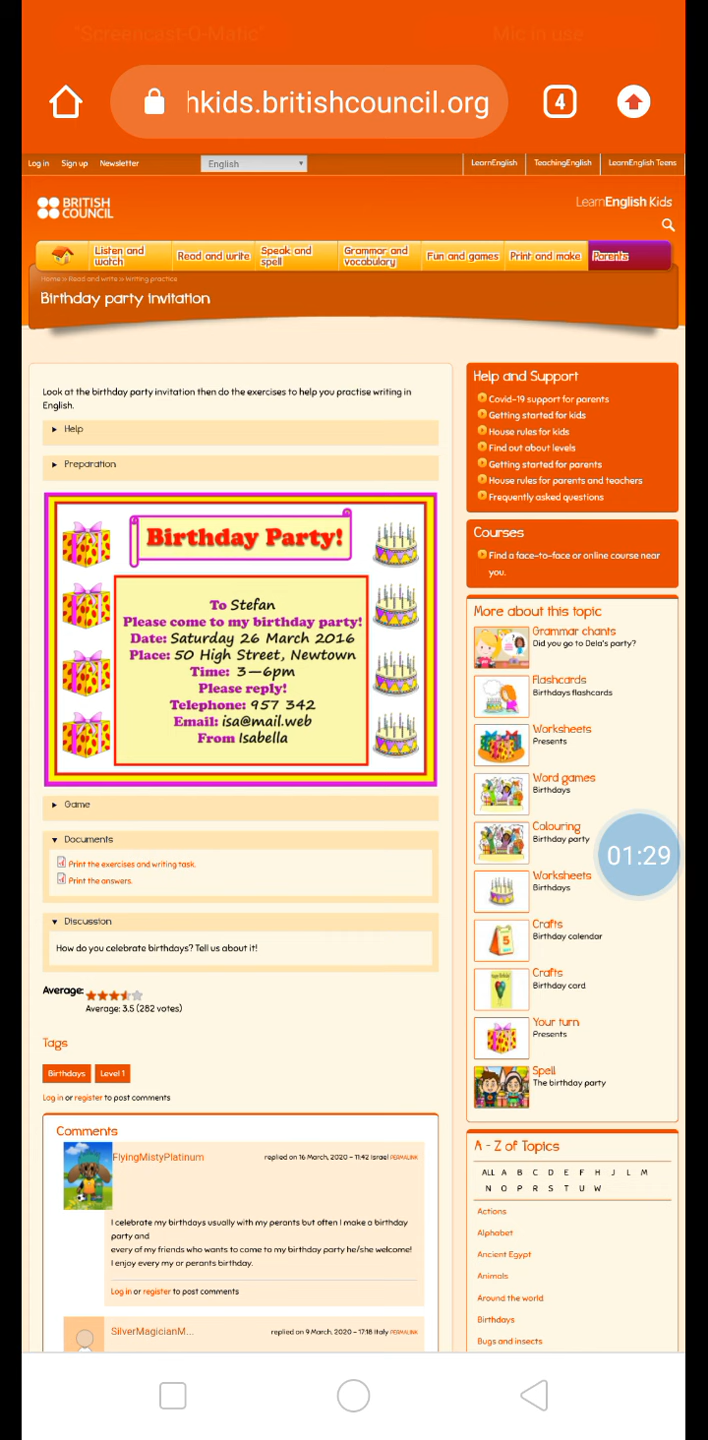 "Screencast-O-Matic"
Mic in use
hkids.britishcouncil.org
4
Log in
Sign up
Newsletter
English
LearnEnglish
TeachingEnglish
LearnEnglish Teens
BRITISH
COUNCIL
LearnEnglish Kids
Listen and
watch
Read and write
Speak and
spell
Grammar and
vocabulary
Fun and games
Print and make
Parents
Home » Read and write » Writing practice
Birthday party invitation
Look at the birthday party invitation then do the exercises to help you practise writing in
English.
Help
Preparation
Birthday Party!
To Stefan
Please come to my birthday party!
Date: Saturday 26 March 2016
Place: 50 High Street, Newtown
Time: 3—6pm
Please reply!
Telephone: 957 342
Email: isa@mail.web
From Isabella
Game
Documents
Print the exercises and writing task.
Print the answers.
Discussion
How do you celebrate birthdays? Tell us about it!
Average:
Average: 3.5 (282 votes)
Tags
Birthdays
Level 1
Log in or register to post comments
Comments
FlyingMistyPlatinum
replied on 16 March, 2020 - 11:42 Israel PERMALINK
I celebrate my birthdays usually with my perants but often I make a birthday
party and
every of my friends who wants to come to my birthday party he/she welcome!
I enjoy every my or perants birthday.
Log in or register to post comments
SilverMagicianM...
replied on 9 March, 2020 - 17:18 Italy PERMALINK
Help and Support
Covid-19 support for parents
Getting started for kids
House rules for kids
Find out about levels
Getting started for parents
House rules for parents and teachers
Frequently asked questions
Courses
Find a face-to-face or online course near
you.
More about this topic
Grammar chants
Did you go to Dela's party?
Flashcards
Birthdays flashcards
Worksheets
Presents
Word games
Birthdays
Colouring
Birthday party
01:29
Worksheets
Birthdays
Crafts
Birthday calendar
5
Crafts
Birthday card
Your turn
Presents
Spell
The birthday party
A - Z of Topics
ALL A B C D E F H J L M
N O P R S T U W
Actions
Alphabet
Ancient Egypt
Animals
Around the world
Birthdays
Bugs and insects